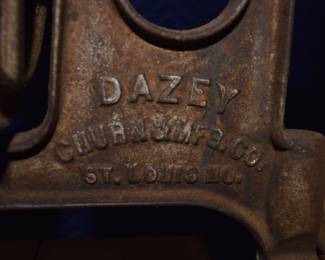 DAZEY
CHURN & MFG. CO.
ST. LOUIS MO.